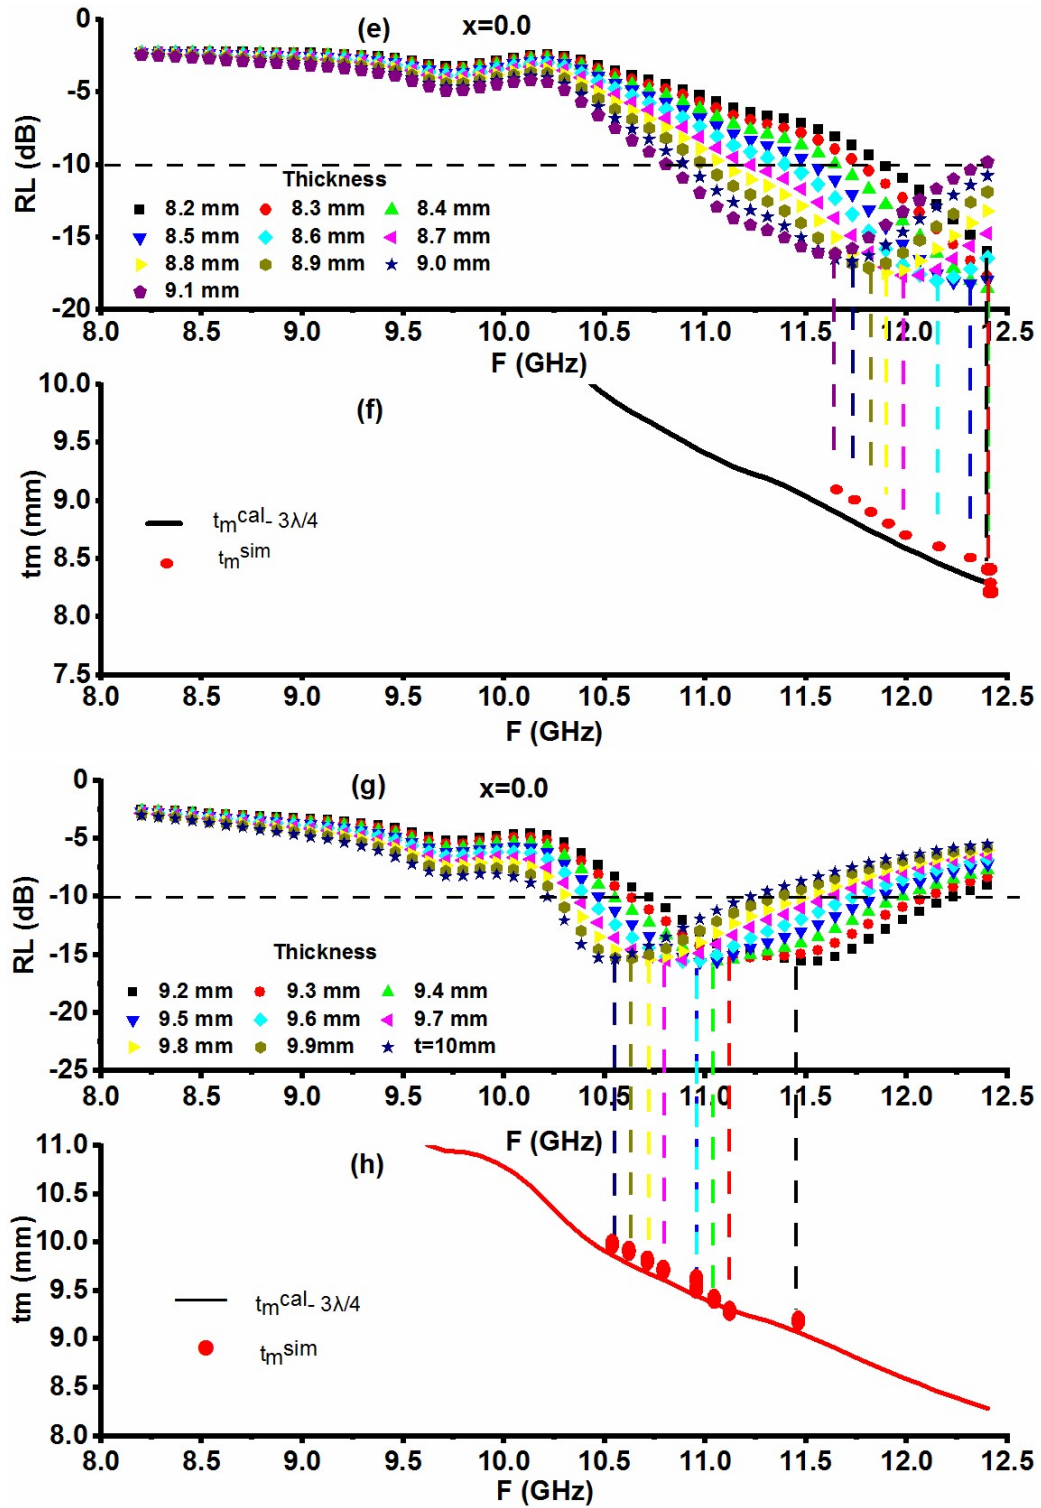 (e) x=0.0
0
-5
-10
-15
-20
RL (dB)
Thickness
8.2 mm 8.3 mm 8.4 mm
8.5 mm 8.6 mm 8.7 mm
8.8 mm 8.9 mm 9.0 mm
9.1 mm
8.0 8.5 9.0 9.5 10.0 10.5 11.0 11.5 12.0 12.5
F (GHz)
(f)
10.0
9.5
9.0
8.5
8.0
7.5
tm (mm)
tm^cal- 3λ/4
tm^sim
8.0 8.5 9.0 9.5 10.0 10.5 11.0 11.5 12.0 12.5
F (GHz)
(g) x=0.0
0
-5
-10
-15
-20
-25
RL (dB)
Thickness
9.2 mm 9.3 mm 9.4 mm
9.5 mm 9.6 mm 9.7 mm
9.8 mm 9.9mm t=10mm
8.0 8.5 9.0 9.5 10.0 10.5 11.0 11.5 12.0 12.5
F (GHz)
(h)
11.0
10.5
10.0
9.5
9.0
8.5
8.0
tm (mm)
tm^cal- 3λ/4
tm^sim
8.0 8.5 9.0 9.5 10.0 10.5 11.0 11.5 12.0 12.5
F (GHz)